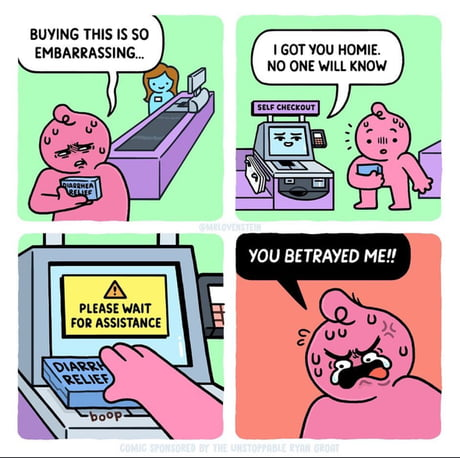 BUYING THIS IS SO
EMBARRASSING...
DIARRHEA
RELIEF
I GOT YOU HOMIE.
NO ONE WILL KNOW
SELF CHECKOUT
@MRLOVENSTEIN
PLEASE WAIT
FOR ASSISTANCE
DIARRH
RELIEF
boop
YOU BETRAYED ME!!
COMIC SPONSORED BY THE UNSTOPPABLE RYAN GROAT